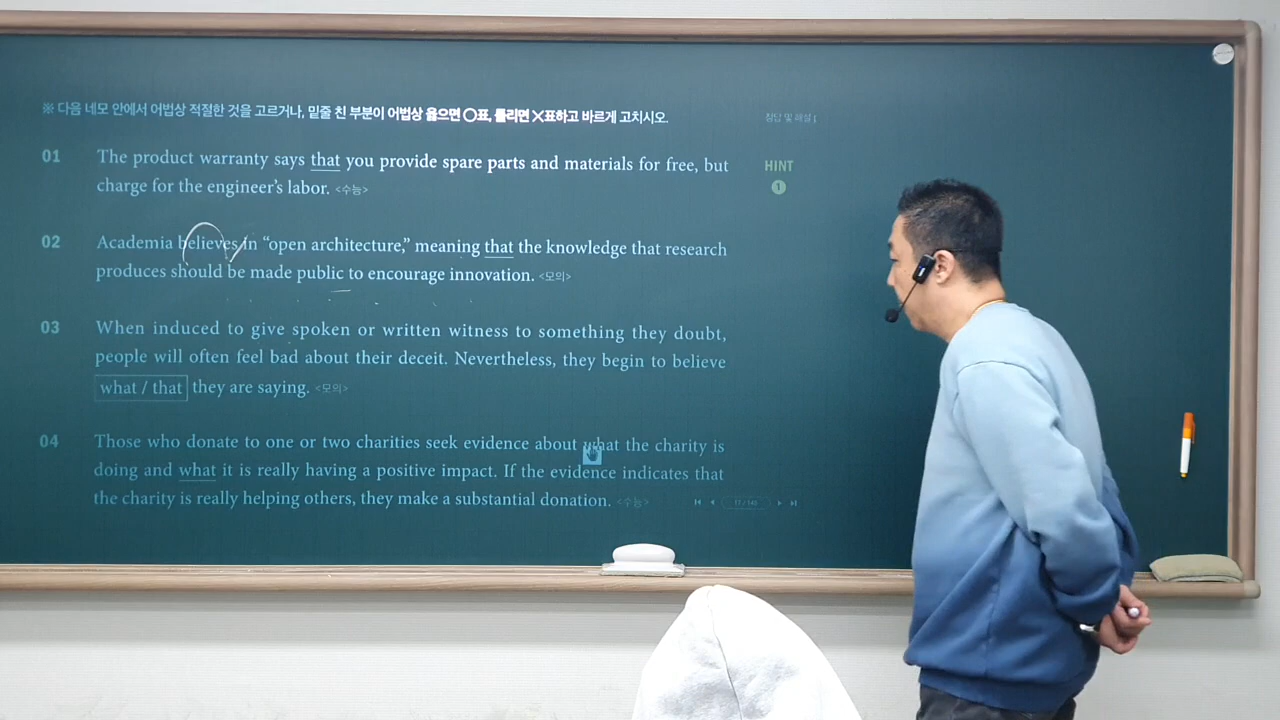 ※ 다음 네모 안에서 어법상 적절한 것을 고르거나, 밑줄 친 부분이 어법상 옳으면 ○표, 틀리면 ×표하고 바르게 고치시오.
정답 및 해설 1
01 The product warranty says that you provide spare parts and materials for free, but
charge for the engineer's labor. <수능>
HINT
1
02 Academia believes in “open architecture,” meaning that the knowledge that research
produces should be made public to encourage innovation. <모의>
03 When induced to give spoken or written witness to something they doubt,
people will often feel bad about their deceit. Nevertheless, they begin to believe
what / that they are saying. <모의>
04 Those who donate to one or two charities seek evidence about what the charity is
doing and what it is really having a positive impact. If the evidence indicates that
the charity is really helping others, they make a substantial donation. <수능>